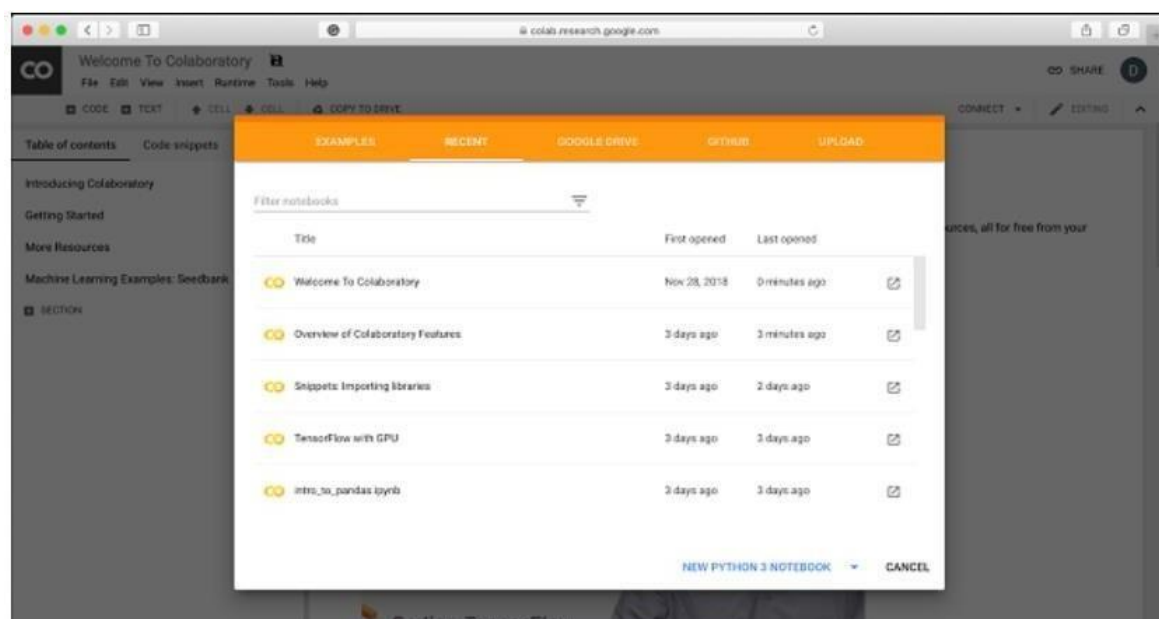 colab.research.google.com
CO Welcome To Colaboratory
File Edit View Insert Runtime Tools Help
SHARE D
CODE TEXT CELL CELL COPY TO DRIVE
CONNECT EDITING
Table of contents Code snippets
EXAMPLES RECENT GOOGLE DRIVE GITHUB UPLOAD
Introducing Colaboratory
Getting Started
More Resources
Machine Learning Examples: Seedbank
SECTION
Filter notebooks
Title First opened Last opened
CO Welcome To Colaboratory Nov 28, 2018 0 minutes ago
CO Overview of Colaboratory Features 3 days ago 3 minutes ago
CO Snippets: Importing libraries 3 days ago 2 days ago
CO TensorFlow with GPU 3 days ago 3 days ago
CO intro_to_pandas.ipynb 3 days ago 3 days ago
all for free from your
NEW PYTHON 3 NOTEBOOK CANCEL